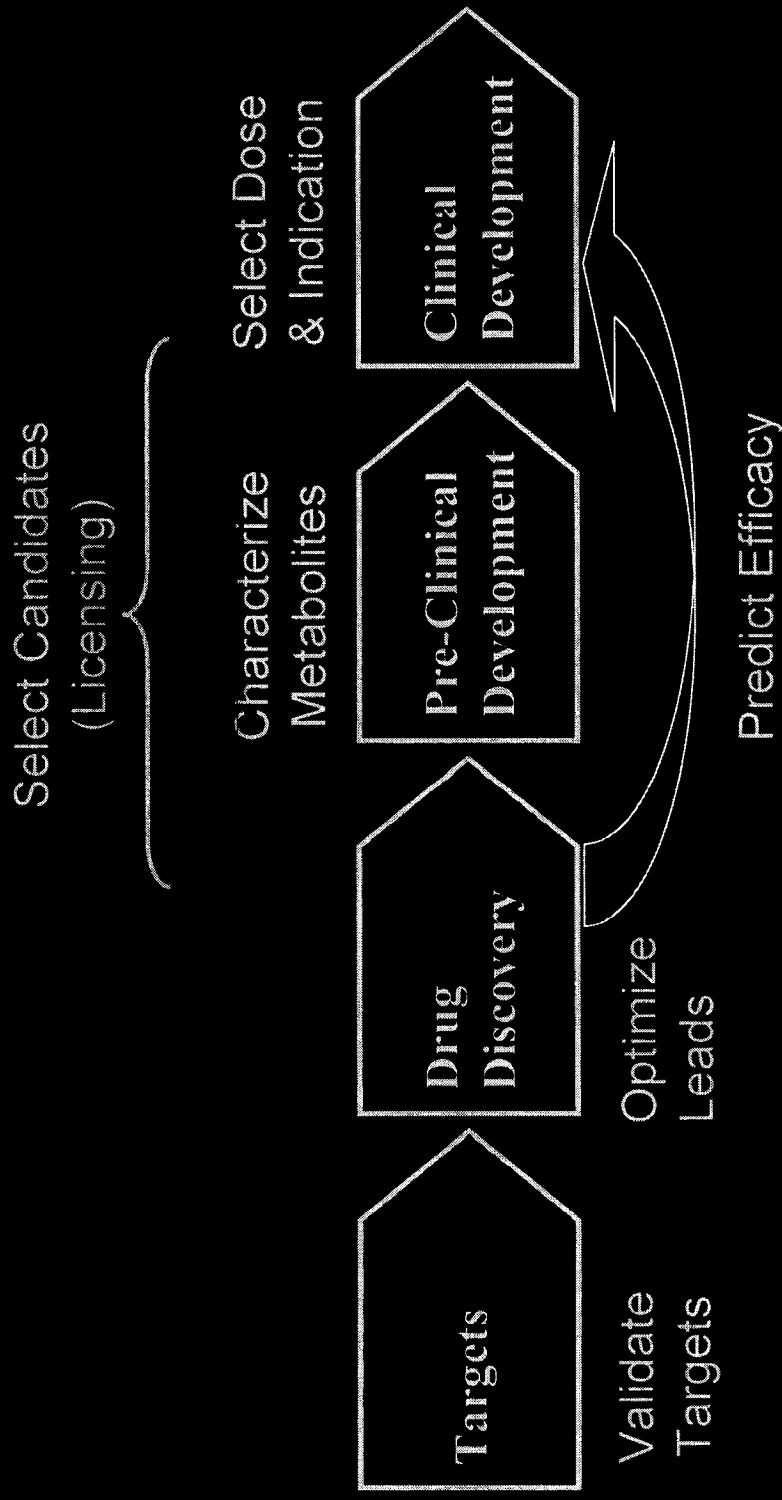 Select Candidates
(Licensing)
Characterize
Metabolites
Select Dose
& Indication
Targets
Drug
Discovery
Pre-Clinical
Development
Clinical
Development
Validate
Targets
Optimize
Leads
Predict Efficacy